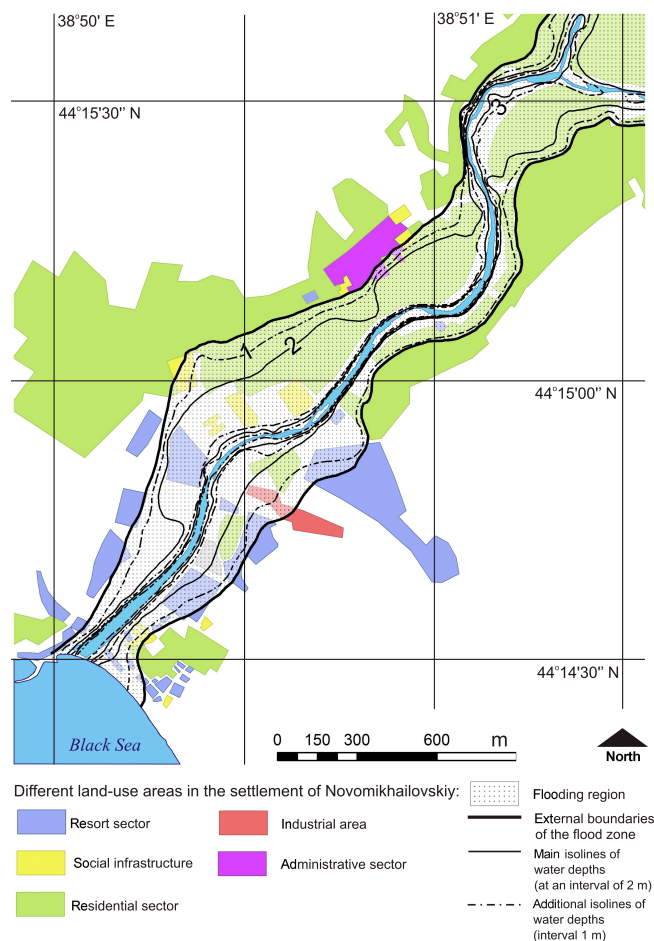 38°50' E
38°51' E
44°15'30'' N
3
1
2
44°15'00'' N
44°14'30'' N
Black Sea
0 150 300 600 m
North
Different land-use areas in the settlement of Novomikhailovskiy:
Resort sector
Social infrastructure
Residential sector
Industrial area
Administrative sector
Flooding region
External boundaries
of the flood zone
Main isolines of
water depths
(at an interval of 2 m)
Additional isolines of
water depths
(interval 1 m)